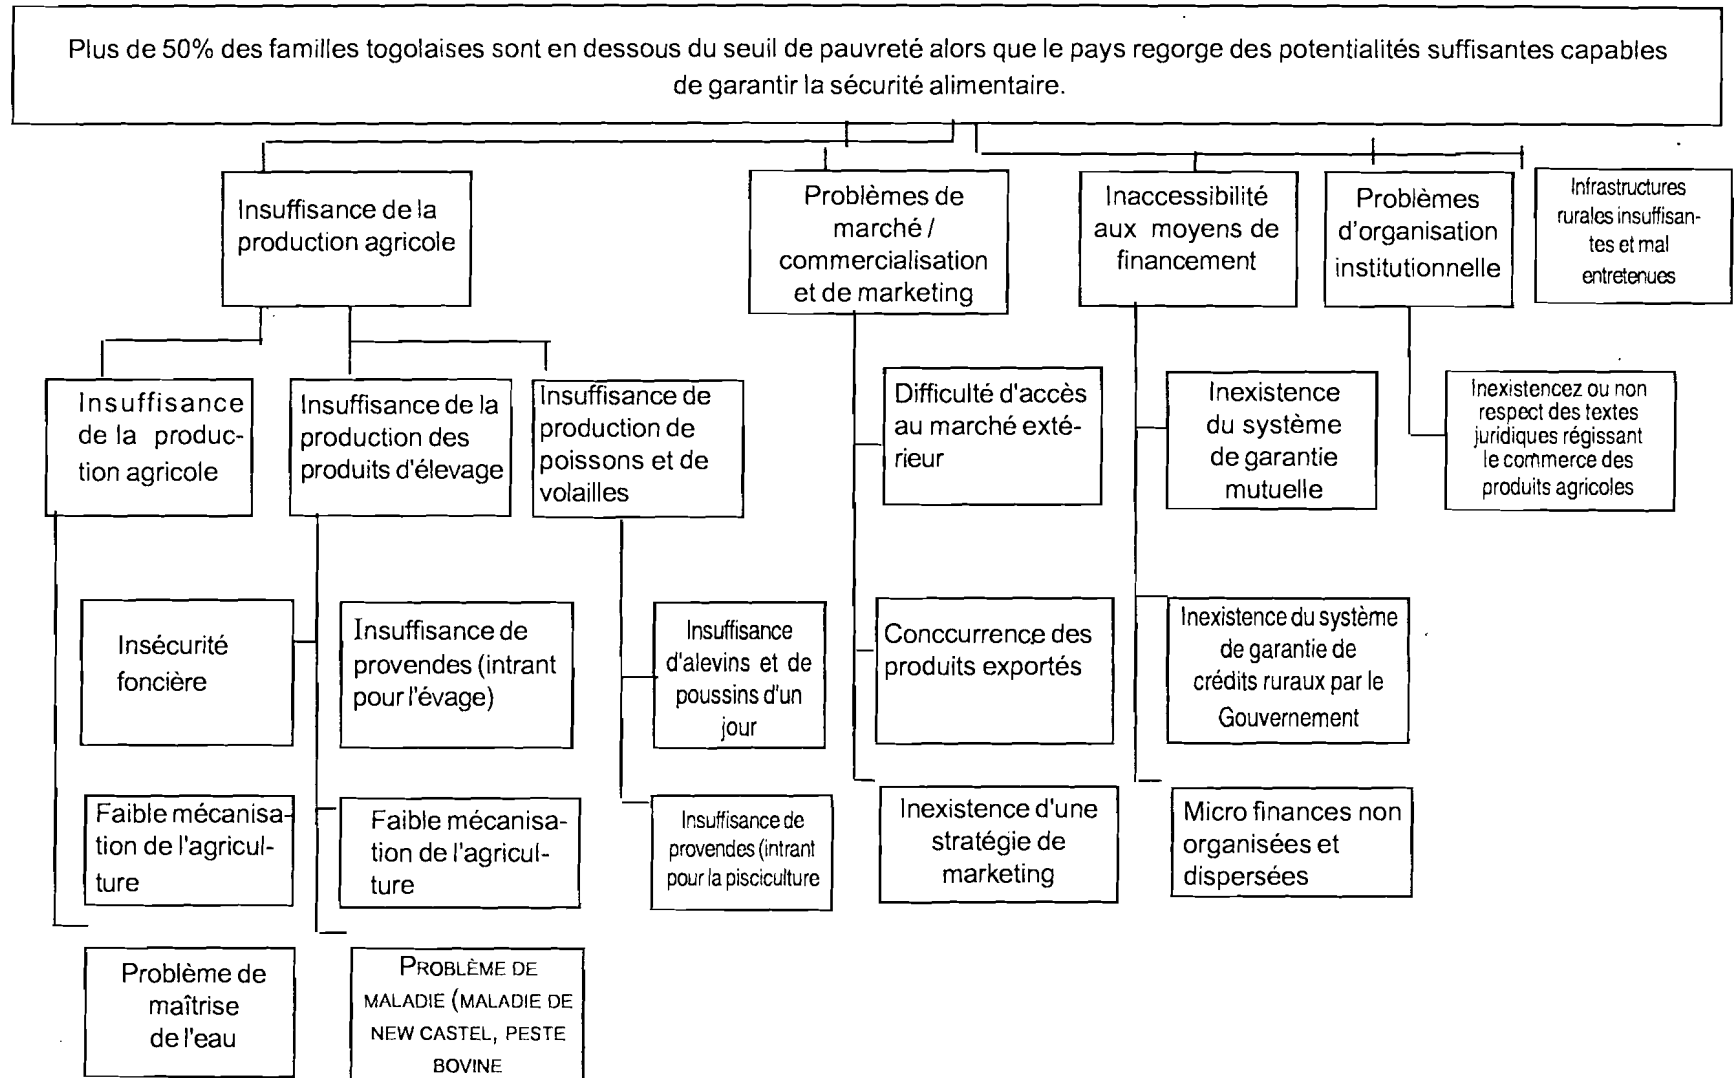 Plus de 50% des familles togolaises sont en dessous du seuil de pauvreté alors que le pays regorge des potentialités suffisantes capables
de garantir la sécurité alimentaire.
Insuffisance de la
production agricole
Problèmes de
marché /
commercialisation
et de marketing
Inaccessibilité
aux moyens de
financement
Problèmes
d'organisation
institutionnelle
Infrastructures
rurales insuffisan-
tes et mal
entretenues
Insuffisance
de la produc-
tion agricole
Insuffisance de la
production des
produits d'élevage
Insuffisance de
production de
poissons et de
volailles
Difficulté d'accès
au marché exté-
rieur
Inexistence
du système
de garantie
mutuelle
Inexistencez ou non
respect des textes
juridiques régissant
le commerce des
produits agricoles
Insécurité
foncière
Insuffisance de
provendes (intrant
pour l'évage)
Insuffisance
d'alevins et de
poussins d'un
jour
Conccurrence des
produits exportés
Inexistence du système
de garantie de
crédits ruraux par le
Gouvernement
Faible mécanisa-
tion de l'agricul-
ture
Faible mécanisa-
tion de l'agricul-
ture
Insuffisance de
provendes (intrant
pour la pisciculture
Inexistence d'une
stratégie de
marketing
Micro finances non
organisées et
dispersées
Problème de
maîtrise
de l'eau
PROBLÈME DE
MALADIE (MALADIE DE
NEW CASTEL, PESTE
BOVINE